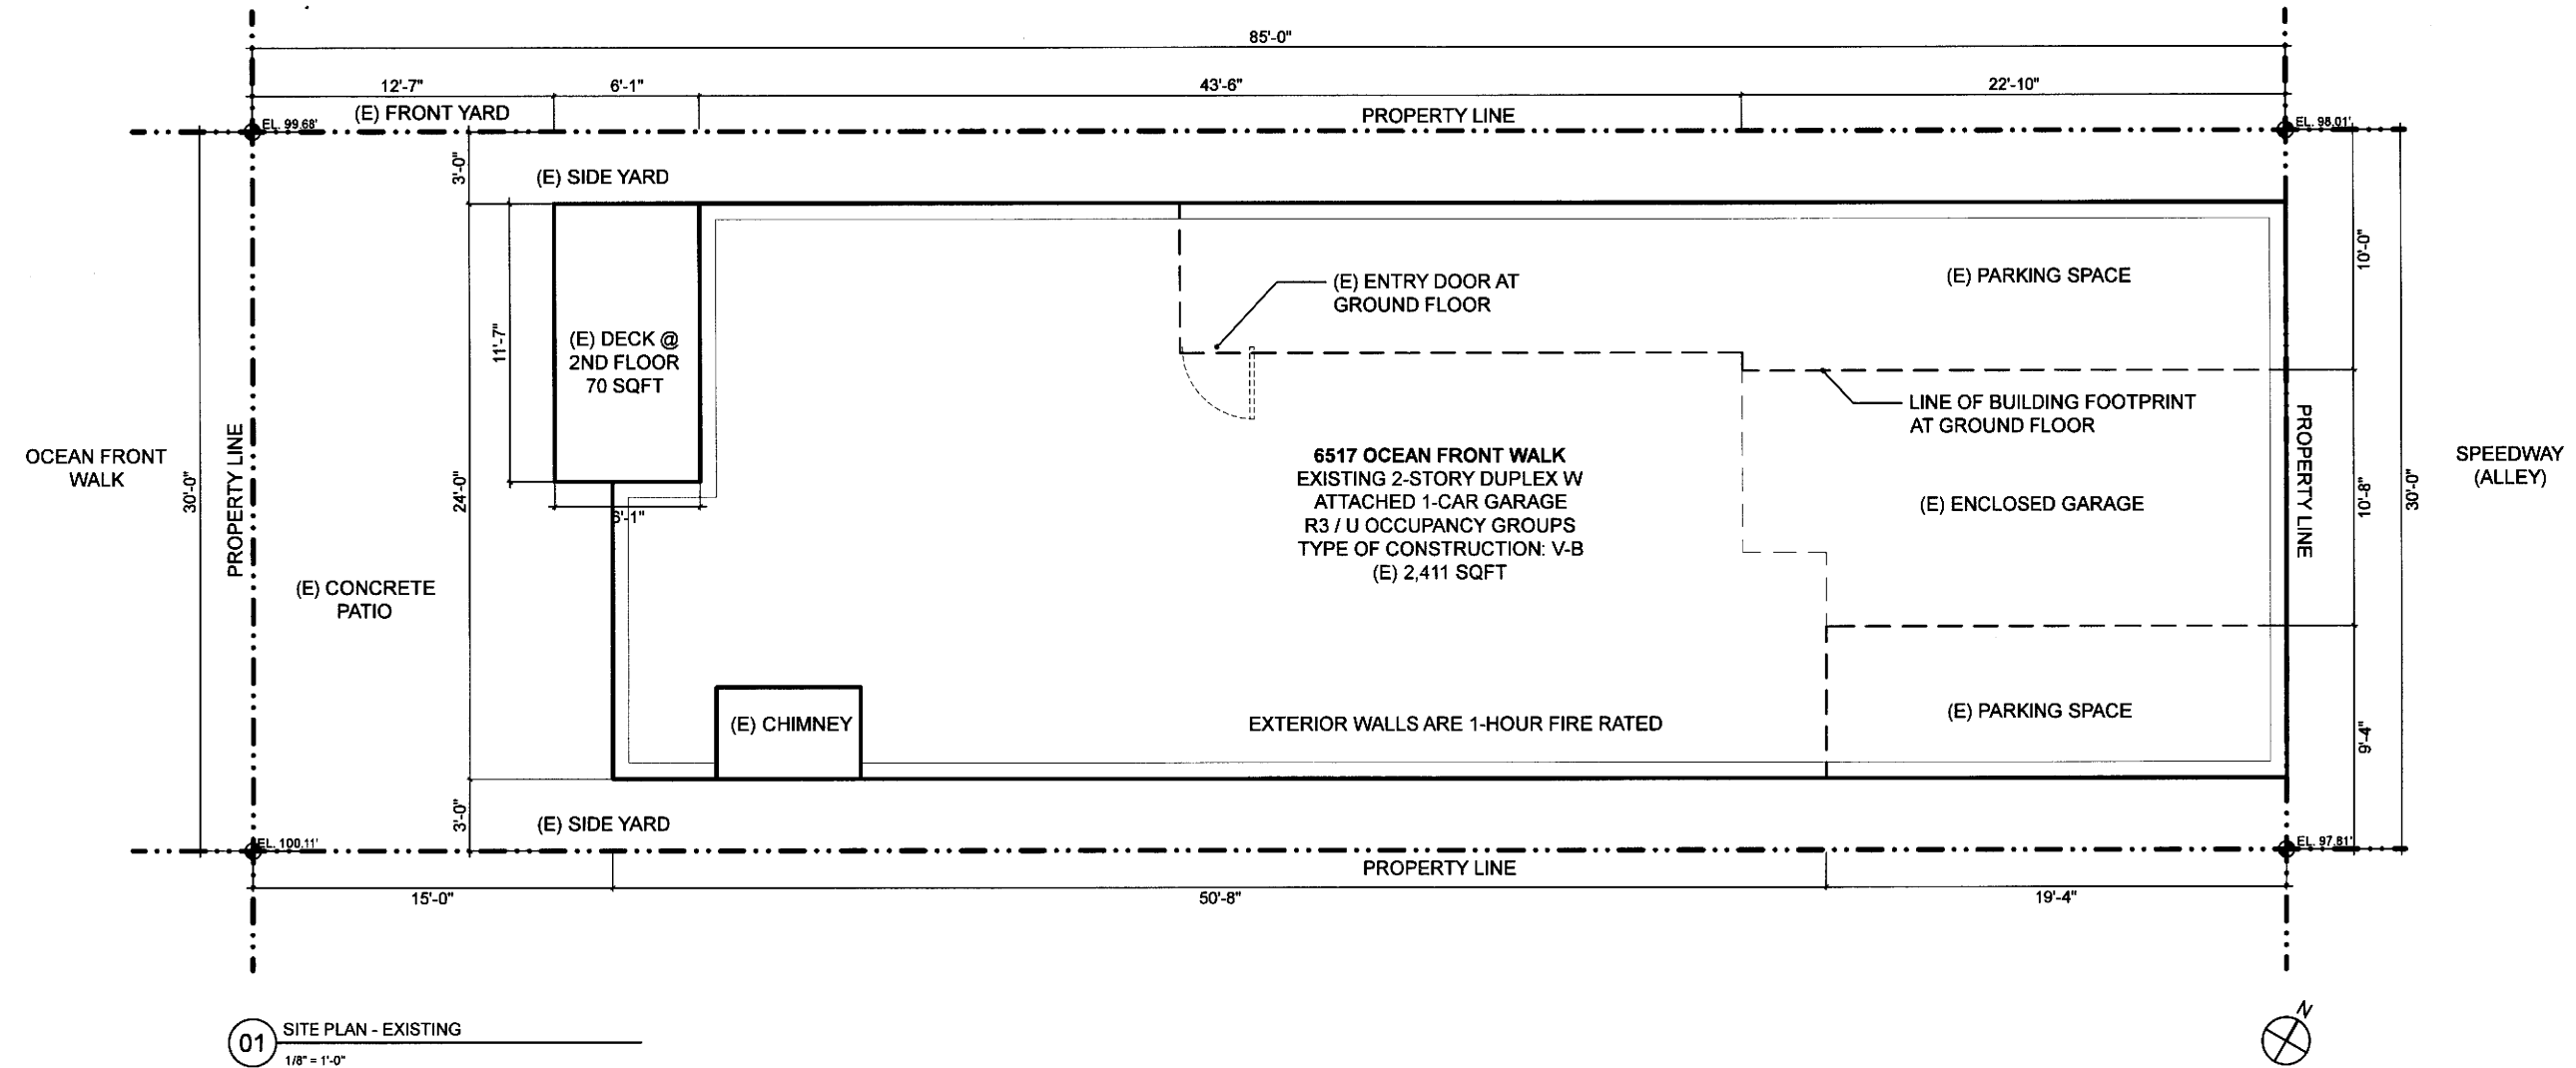 85'-0"
12'-7"
6'-1"
43'-6"
22'-10"
(E) FRONT YARD
PROPERTY LINE
EL. 99.68'
EL. 98.01'
3'-0"
(E) SIDE YARD
10'-0"
(E) PARKING SPACE
(E) ENTRY DOOR AT
GROUND FLOOR
11'-7"
(E) DECK @
2ND FLOOR
70 SQFT
LINE OF BUILDING FOOTPRINT
AT GROUND FLOOR
OCEAN FRONT
WALK
30'-0"
PROPERTY LINE
24'-0"
6'-1"
6517 OCEAN FRONT WALK
EXISTING 2-STORY DUPLEX W
ATTACHED 1-CAR GARAGE
R3 / U OCCUPANCY GROUPS
TYPE OF CONSTRUCTION: V-B
(E) 2,411 SQFT
(E) ENCLOSED GARAGE
PROPERTY LINE
10'-8"
30'-0"
SPEEDWAY
(ALLEY)
(E) CONCRETE
PATIO
(E) CHIMNEY
EXTERIOR WALLS ARE 1-HOUR FIRE RATED
(E) PARKING SPACE
9'-4"
3'-0"
(E) SIDE YARD
EL. 100.11'
EL. 97.81'
PROPERTY LINE
15'-0"
50'-8"
19'-4"
01
SITE PLAN - EXISTING
1/8" = 1'-0"
N